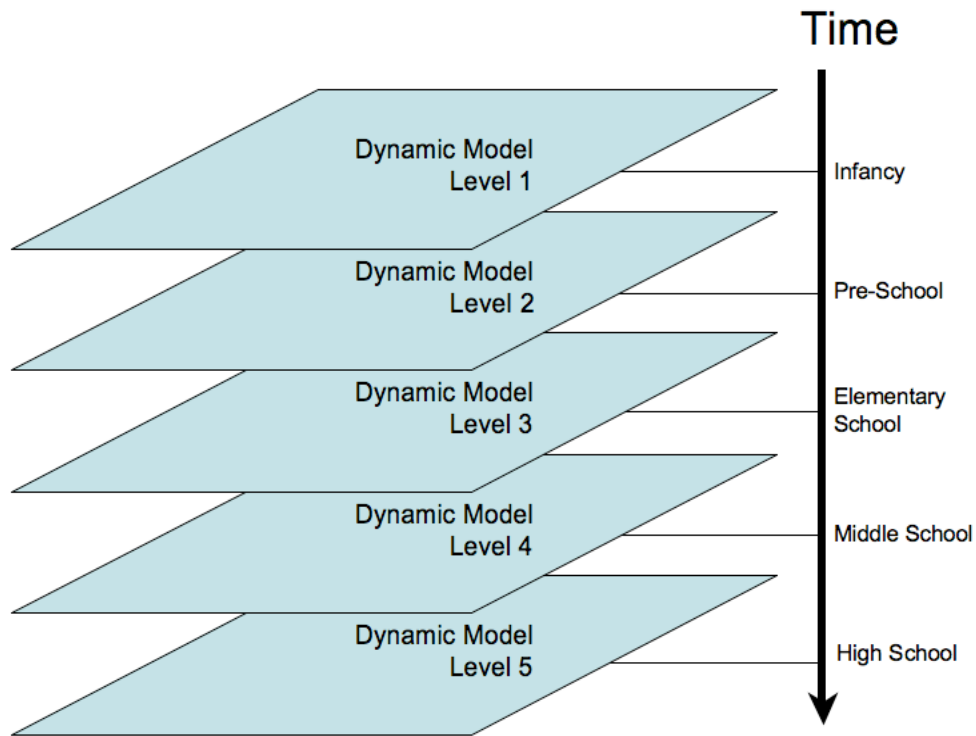 Time
Dynamic Model
Level 1
Infancy
Dynamic Model
Level 2
Pre-School
Dynamic Model
Level 3
Elementary
School
Dynamic Model
Level 4
Middle School
Dynamic Model
Level 5
High School